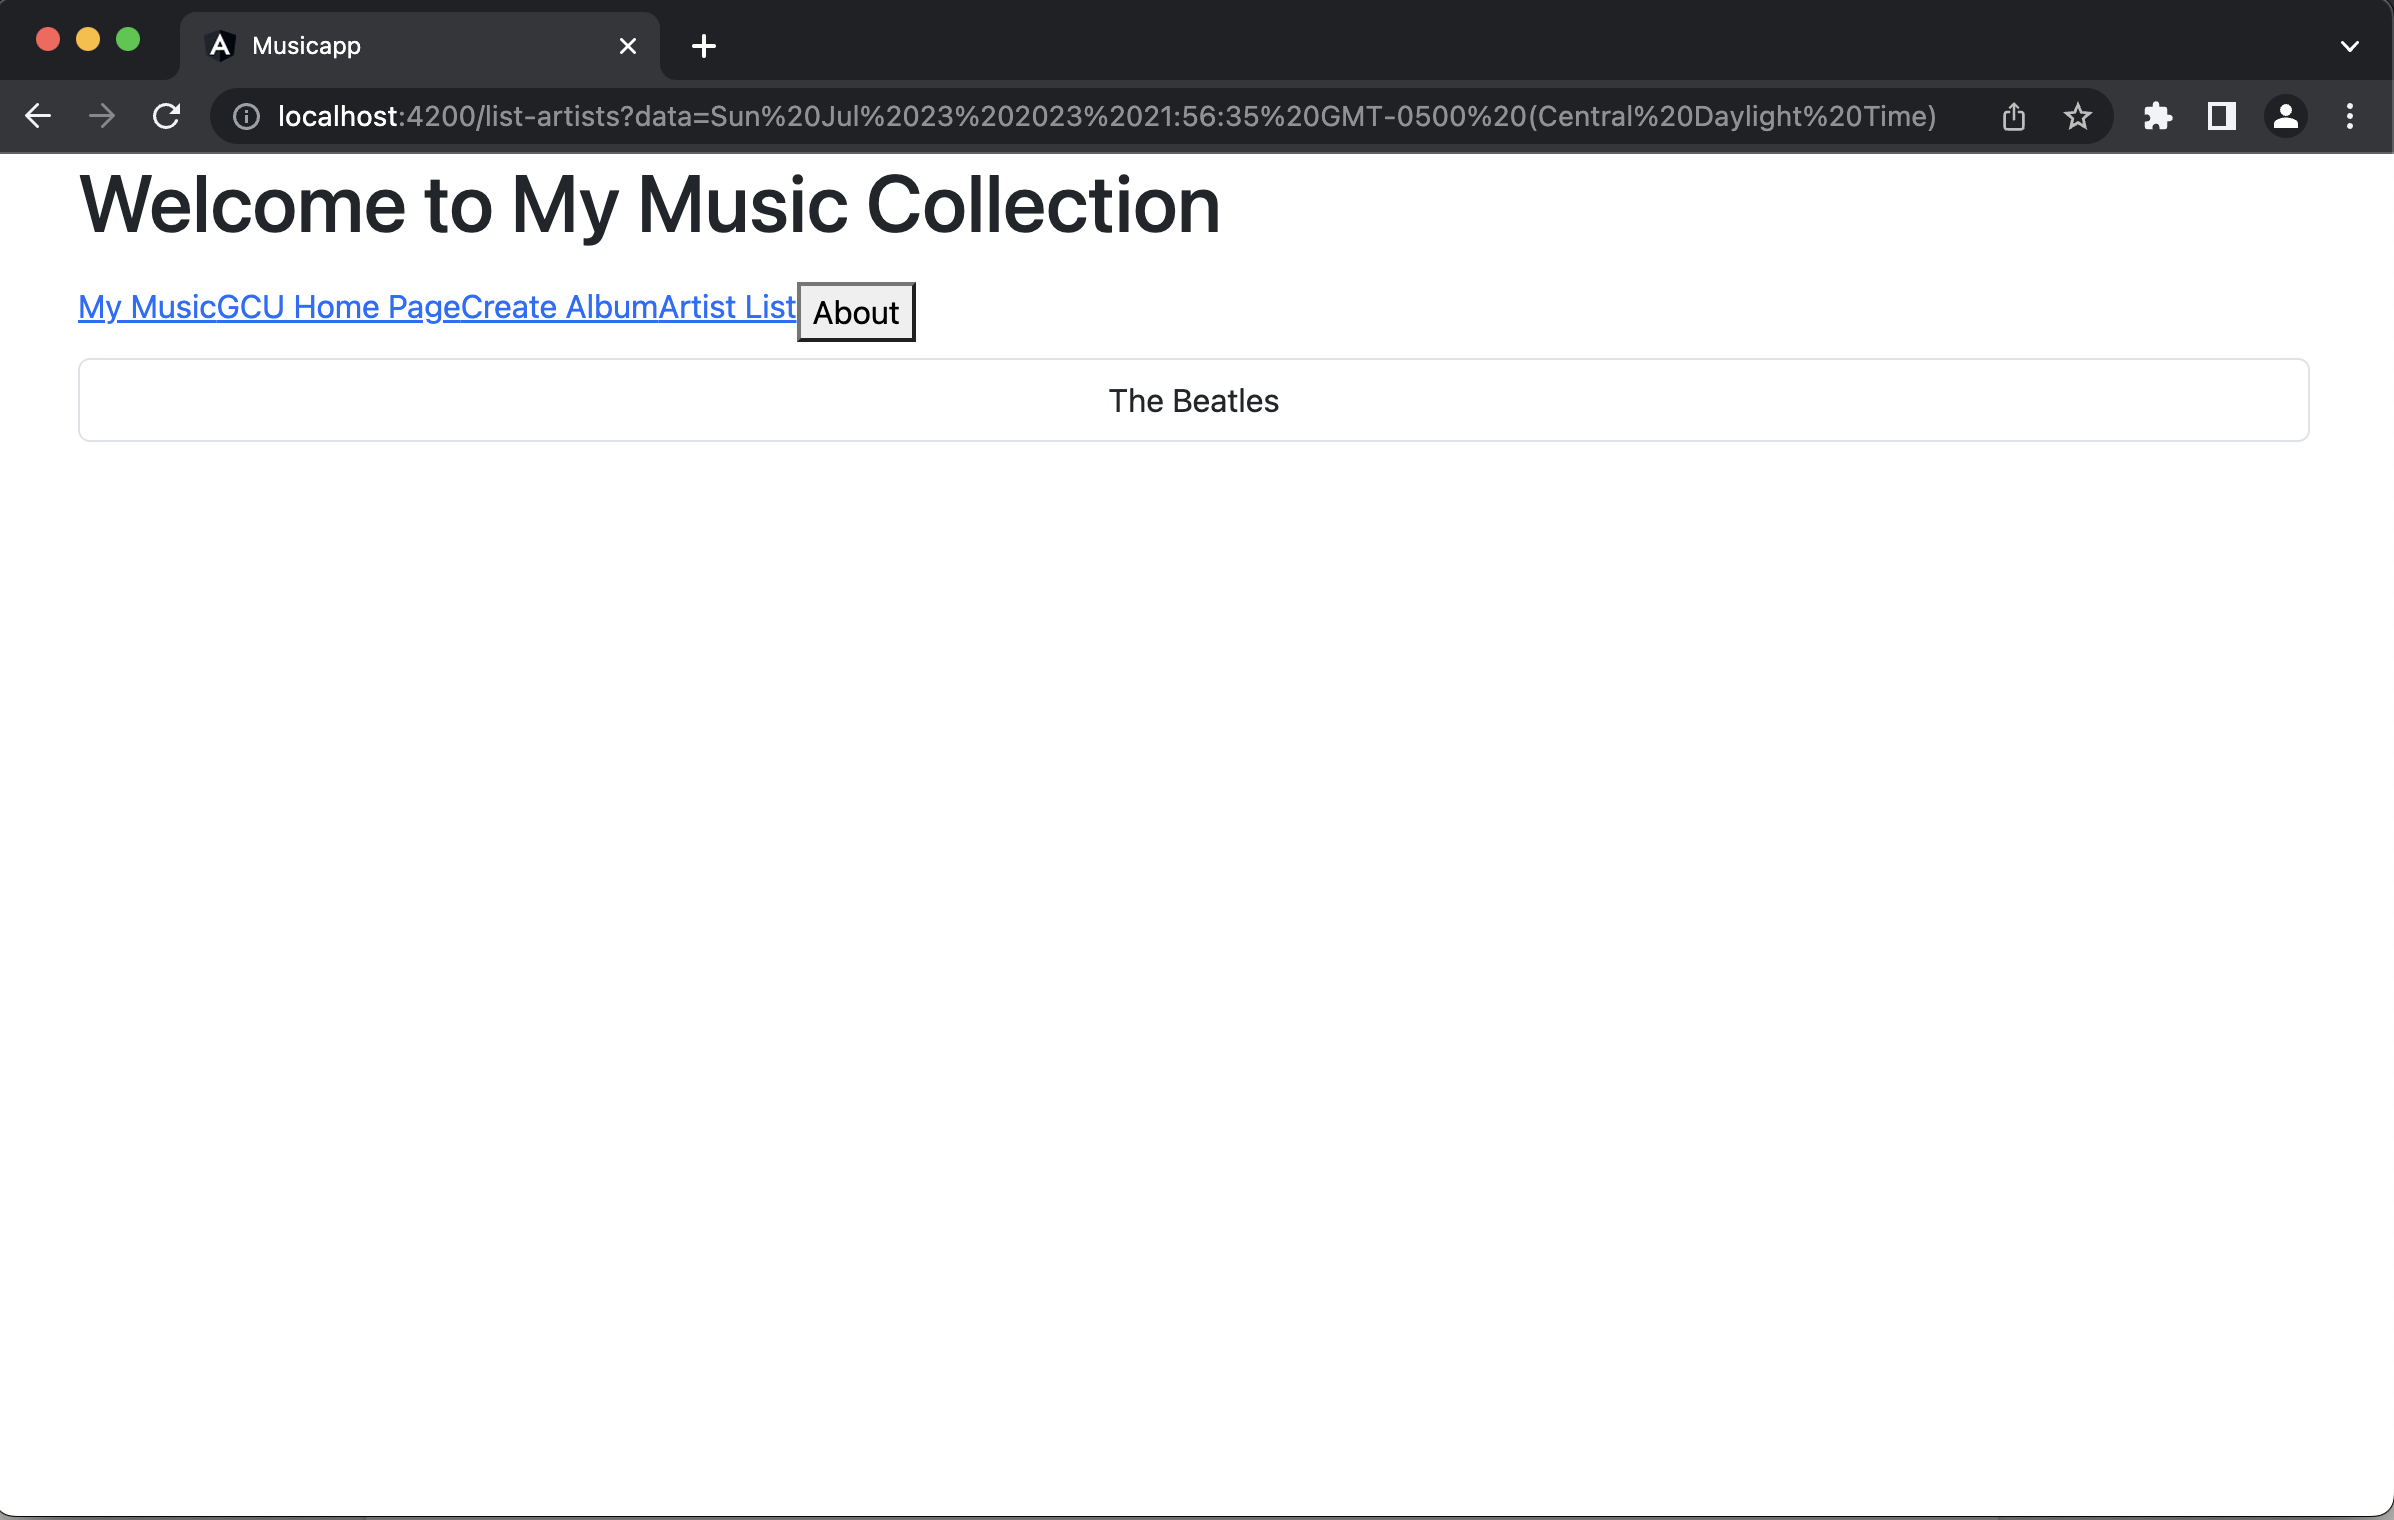 Musicapp
localhost:4200/list-artists?data=Sun%20Jul%2023%202023%2021:56:35%20GMT-0500%20(Central%20Daylight%20Time)
Welcome to My Music Collection
My MusicGCU Home PageCreate AlbumArtist List About
The Beatles